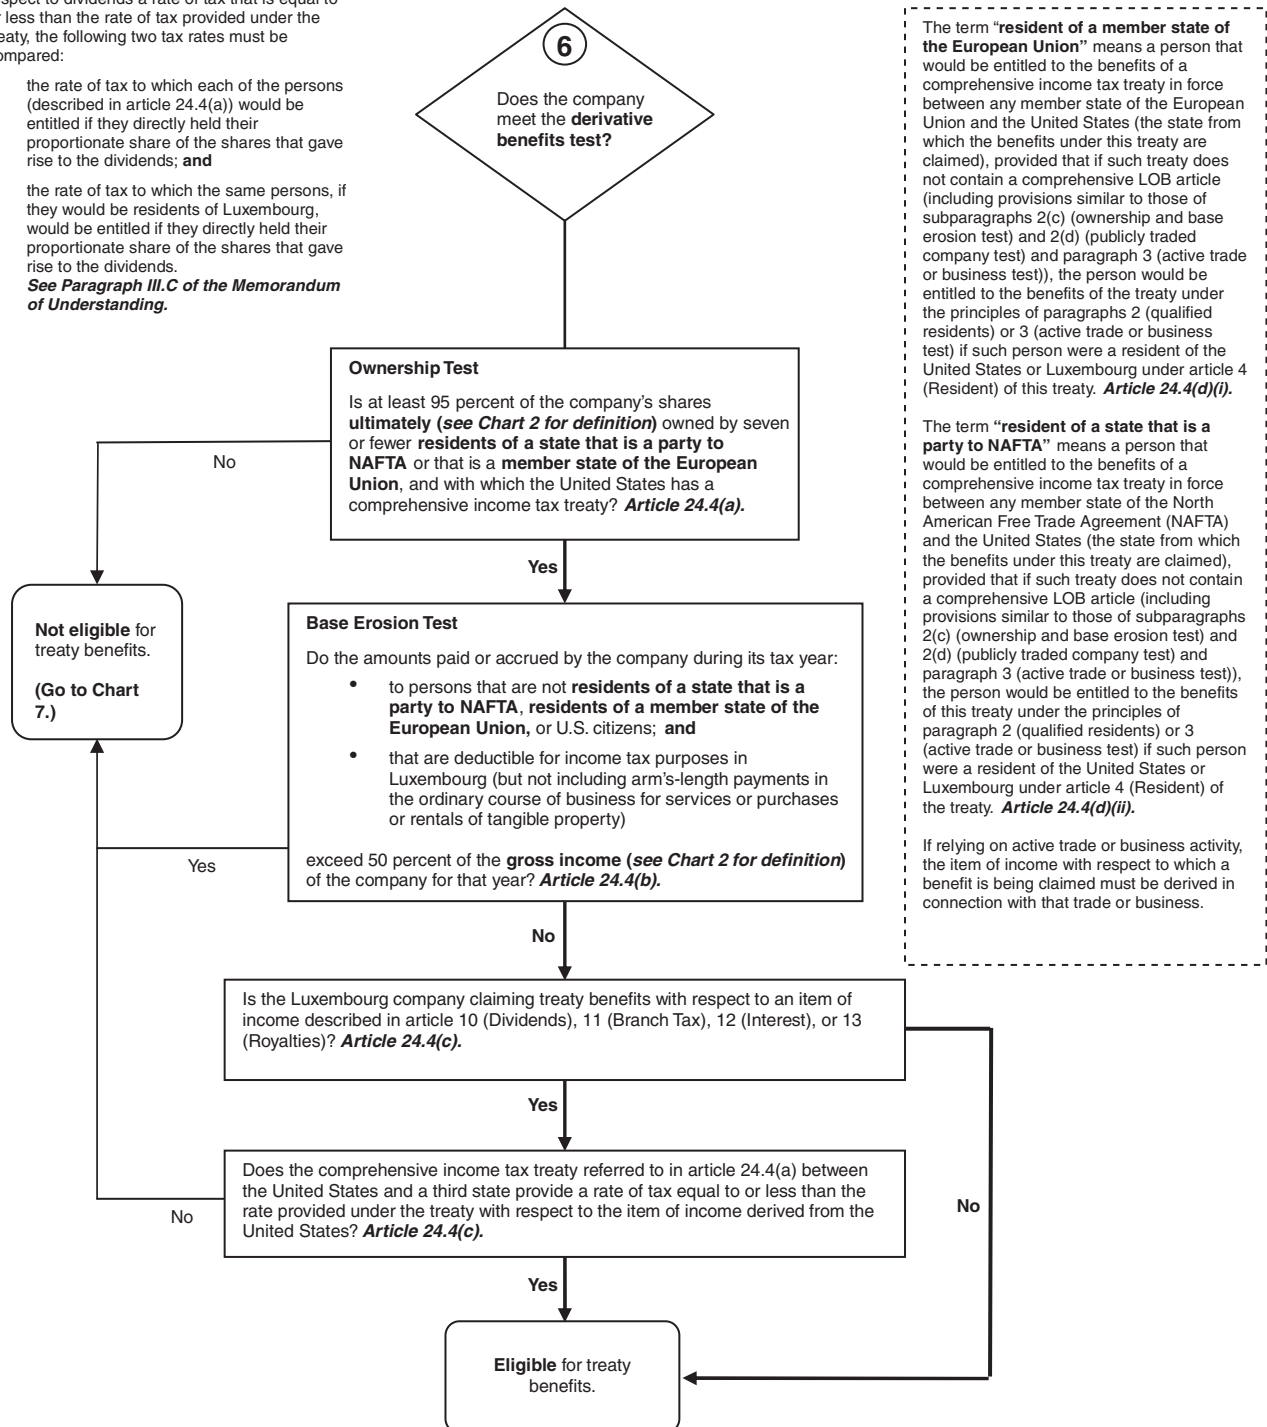 spect to dividends a rate of tax that is equal to
r less than the rate of tax provided under the
eaty, the following two tax rates must be
ompared:
the rate of tax to which each of the persons
(described in article 24.4(a)) would be
entitled if they directly held their
proportionate share of the shares that gave
rise to the dividends; and
the rate of tax to which the same persons, if
they would be residents of Luxembourg,
would be entitled if they directly held their
proportionate share of the shares that gave
rise to the dividends.
See Paragraph III.C of the Memorandum
of Understanding.
6
Does the company
meet the derivative
benefits test?
Ownership Test
Is at least 95 percent of the company's shares
ultimately (see Chart 2 for definition) owned by seven
or fewer residents of a state that is a party to
NAFTA or that is a member state of the European
Union, and with which the United States has a
comprehensive income tax treaty? Article 24.4(a).
No
Yes
Not eligible for
treaty benefits.
(Go to Chart
7.)
Base Erosion Test
Do the amounts paid or accrued by the company during its tax year:
• to persons that are not residents of a state that is a
party to NAFTA, residents of a member state of the
European Union, or U.S. citizens; and
• that are deductible for income tax purposes in
Luxembourg (but not including arm's-length payments in
the ordinary course of business for services or purchases
or rentals of tangible property)
exceed 50 percent of the gross income (see Chart 2 for definition)
of the company for that year? Article 24.4(b).
Yes
No
Is the Luxembourg company claiming treaty benefits with respect to an item of
income described in article 10 (Dividends), 11 (Branch Tax), 12 (Interest), or 13
(Royalties)? Article 24.4(c).
Yes
Does the comprehensive income tax treaty referred to in article 24.4(a) between
the United States and a third state provide a rate of tax equal to or less than the
rate provided under the treaty with respect to the item of income derived from the
United States? Article 24.4(c).
No
No
Yes
Eligible for treaty
benefits.
The term “resident of a member state of
the European Union” means a person that
would be entitled to the benefits of a
comprehensive income tax treaty in force
between any member state of the European
Union and the United States (the state from
which the benefits under this treaty are
claimed), provided that if such treaty does
not contain a comprehensive LOB article
(including provisions similar to those of
subparagraphs 2(c) (ownership and base
erosion test) and 2(d) (publicly traded
company test) and paragraph 3 (active trade
or business test)), the person would be
entitled to the benefits of the treaty under
the principles of paragraphs 2 (qualified
residents) or 3 (active trade or business
test) if such person were a resident of the
United States or Luxembourg under article 4
(Resident) of this treaty. Article 24.4(d)(i).
The term “resident of a state that is a
party to NAFTA” means a person that
would be entitled to the benefits of a
comprehensive income tax treaty in force
between any member state of the North
American Free Trade Agreement (NAFTA)
and the United States (the state from which
the benefits under this treaty are claimed),
provided that if such treaty does not contain
a comprehensive LOB article (including
provisions similar to those of subparagraphs
2(c) (ownership and base erosion test) and
2(d) (publicly traded company test) and
paragraph 3 (active trade or business test)),
the person would be entitled to the benefits
of this treaty under the principles of
paragraph 2 (qualified residents) or 3
(active trade or business test) if such person
were a resident of the United States or
Luxembourg under article 4 (Resident) of
the treaty. Article 24.4(d)(ii).
If relying on active trade or business activity,
the item of income with respect to which a
benefit is being claimed must be derived in
connection with that trade or business.